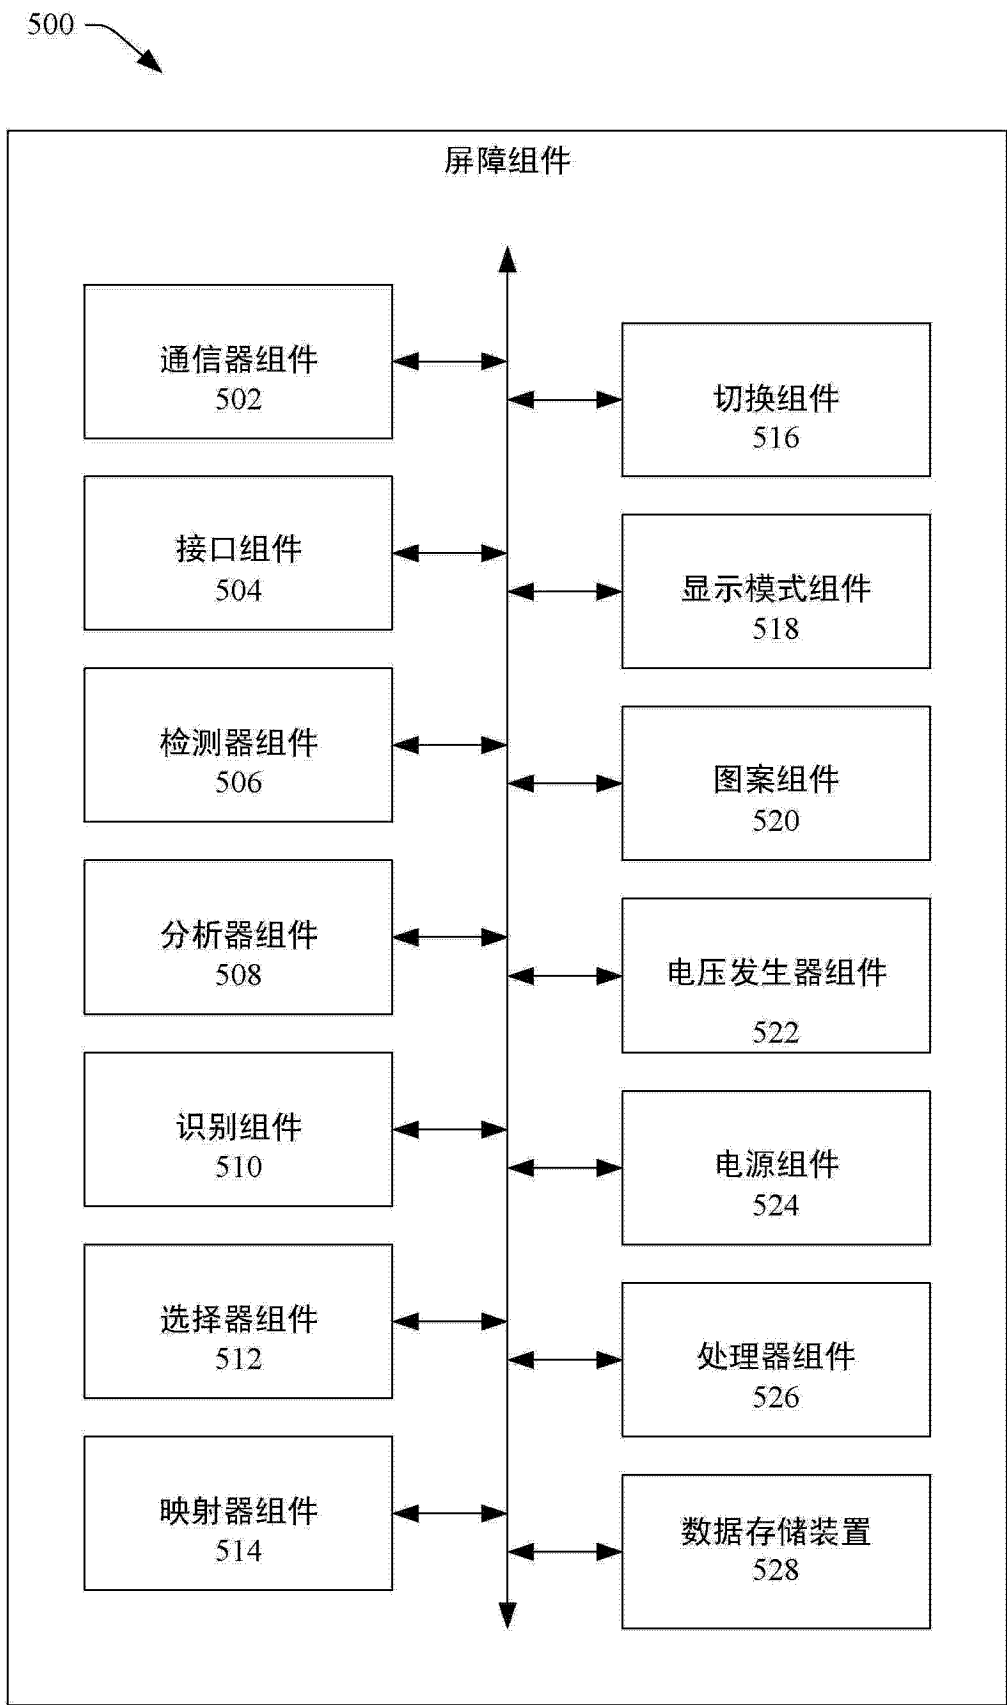 500
屏障组件
通信器组件
502
接口组件
504
检测器组件
506
分析器组件
508
识别组件
510
选择器组件
512
映射器组件
514
切换组件
516
显示模式组件
518
图案组件
520
电压发生器组件
522
电源组件
524
处理器组件
526
数据存储装置
528